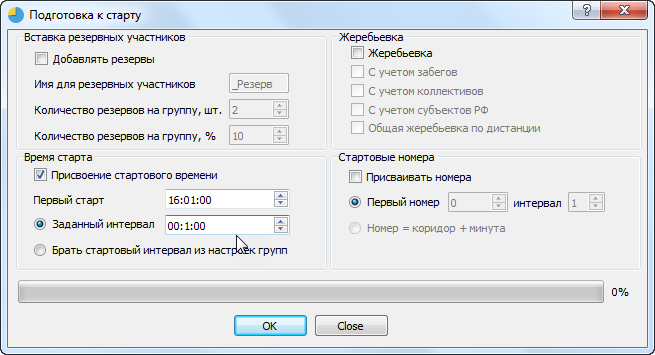 Подготовка к старту
Вставка резервных участников
Добавлять резервы
Имя для резервных участников _Резерв
Количество резервов на группу, шт. 2
Количество резервов на группу, % 10
Жеребьевка
Жеребьевка
С учетом забегов
С учетом коллективов
С учетом субъектов РФ
Общая жеребьевка по дистанции
Время старта
Присвоение стартового времени
Первый старт 16:01:00
Заданный интервал 00:1:00
Брать стартовый интервал из настроек групп
Стартовые номера
Присваивать номера
Первый номер 0 интервал 1
Номер = коридор + минута
0%
OK Close